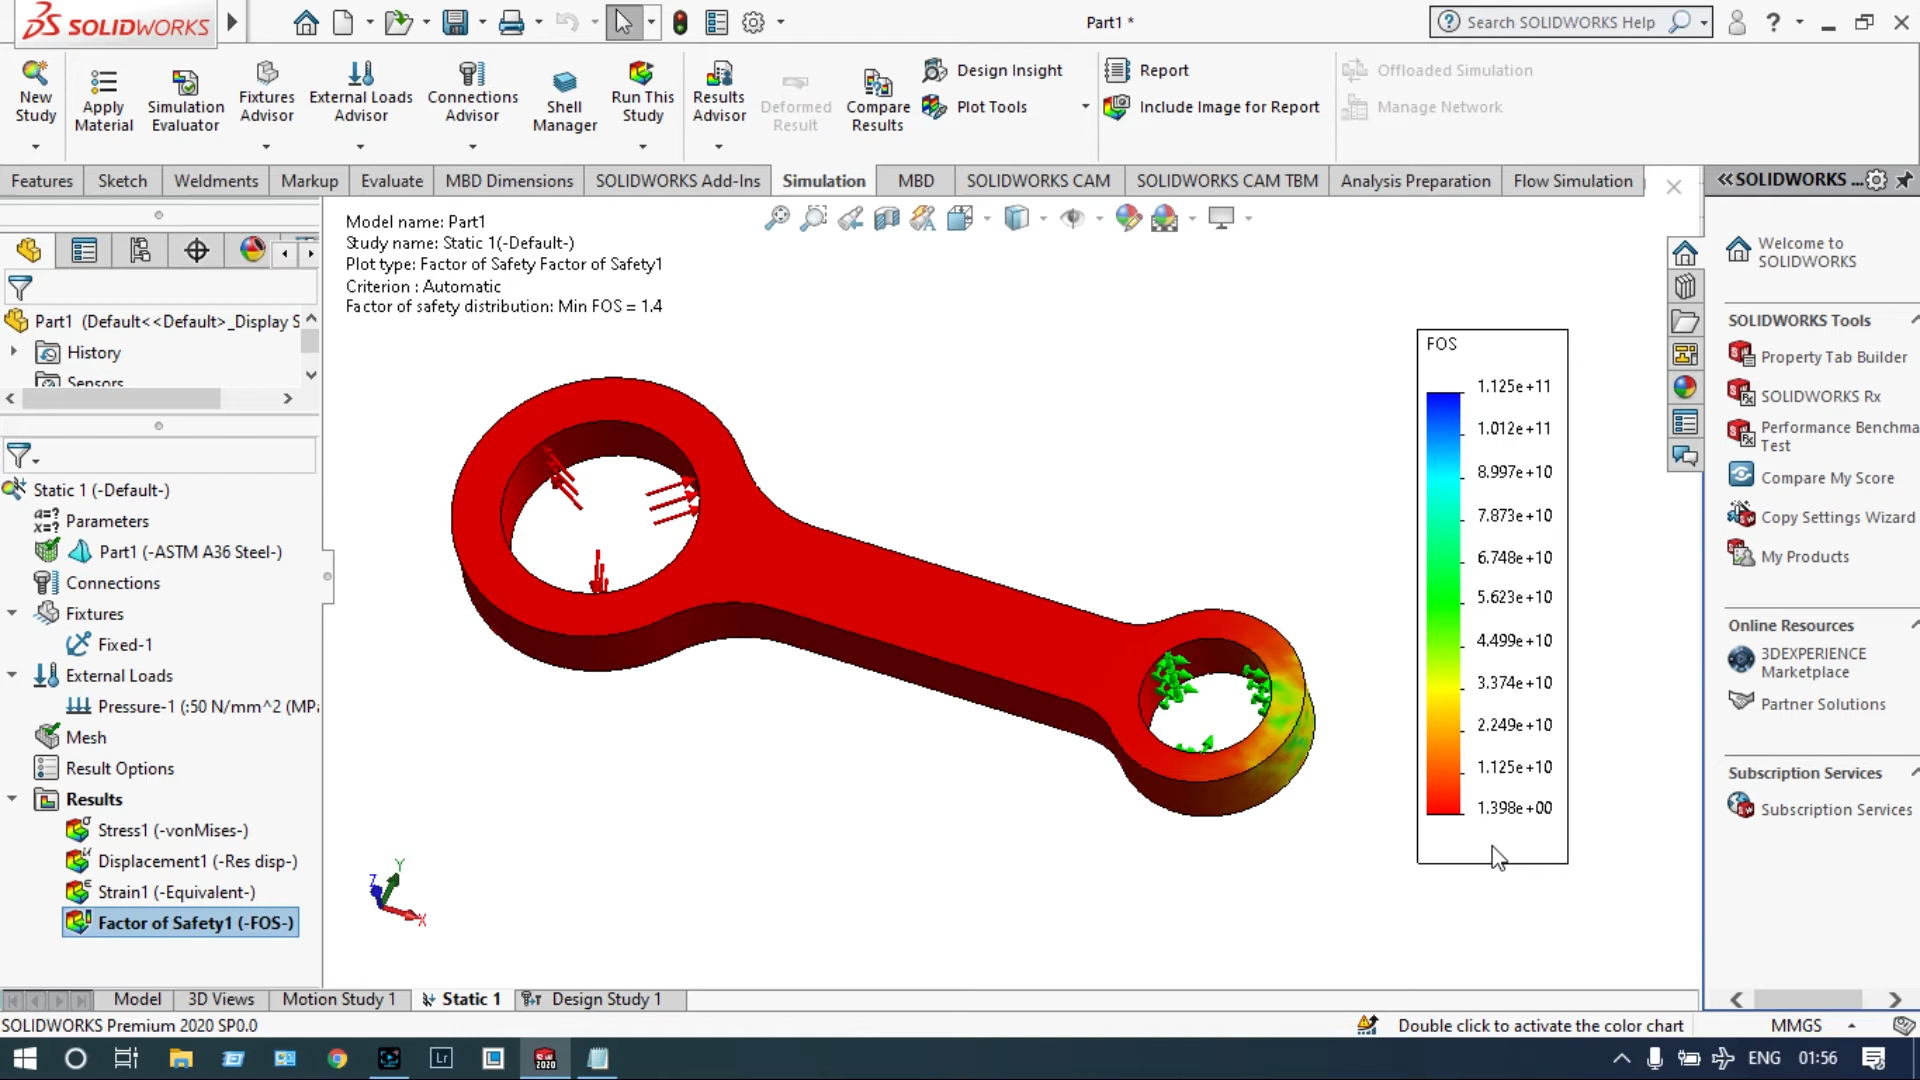 SOLIDWORKS
Part1 *
Search SOLIDWORKS Help
New Study
Apply Material
Simulation Evaluator
Fixtures Advisor
External Loads Advisor
Connections Advisor
Shell Manager
Run This Study
Results Advisor
Deformed Result
Compare Results
Design Insight
Plot Tools
Report
Include Image for Report
Offloaded Simulation
Manage Network
Features
Sketch
Weldments
Markup
Evaluate
MBD Dimensions
SOLIDWORKS Add-Ins
Simulation
MBD
SOLIDWORKS CAM
SOLIDWORKS CAM TBM
Analysis Preparation
Flow Simulation
SOLIDWORKS ...
Part1 (Default<<Default>_Display S
History
Sensors
Static 1 (-Default-)
Parameters
Part1 (-ASTM A36 Steel-)
Connections
Fixtures
Fixed-1
External Loads
Pressure-1 (:50 N/mm^2 (MPa
Mesh
Result Options
Results
Stress1 (-vonMises-)
Displacement1 (-Res disp-)
Strain1 (-Equivalent-)
Factor of Safety1 (-FOS-)
Model name: Part1
Study name: Static 1(-Default-)
Plot type: Factor of Safety Factor of Safety1
Criterion : Automatic
Factor of safety distribution: Min FOS = 1.4
FOS
1.125e+11
1.012e+11
8.997e+10
7.873e+10
6.748e+10
5.623e+10
4.499e+10
3.374e+10
2.249e+10
1.125e+10
1.398e+00
Y
Z
X
Welcome to
SOLIDWORKS
SOLIDWORKS Tools
Property Tab Builder
SOLIDWORKS Rx
Performance Benchma
Test
Compare My Score
Copy Settings Wizard
My Products
Online Resources
3DEXPERIENCE
Marketplace
Partner Solutions
Subscription Services
Subscription Services
Model
3D Views
Motion Study 1
Static 1
Design Study 1
SOLIDWORKS Premium 2020 SP0.0
Double click to activate the color chart
MMGS
Lr
SW
2020
ENG
01:56